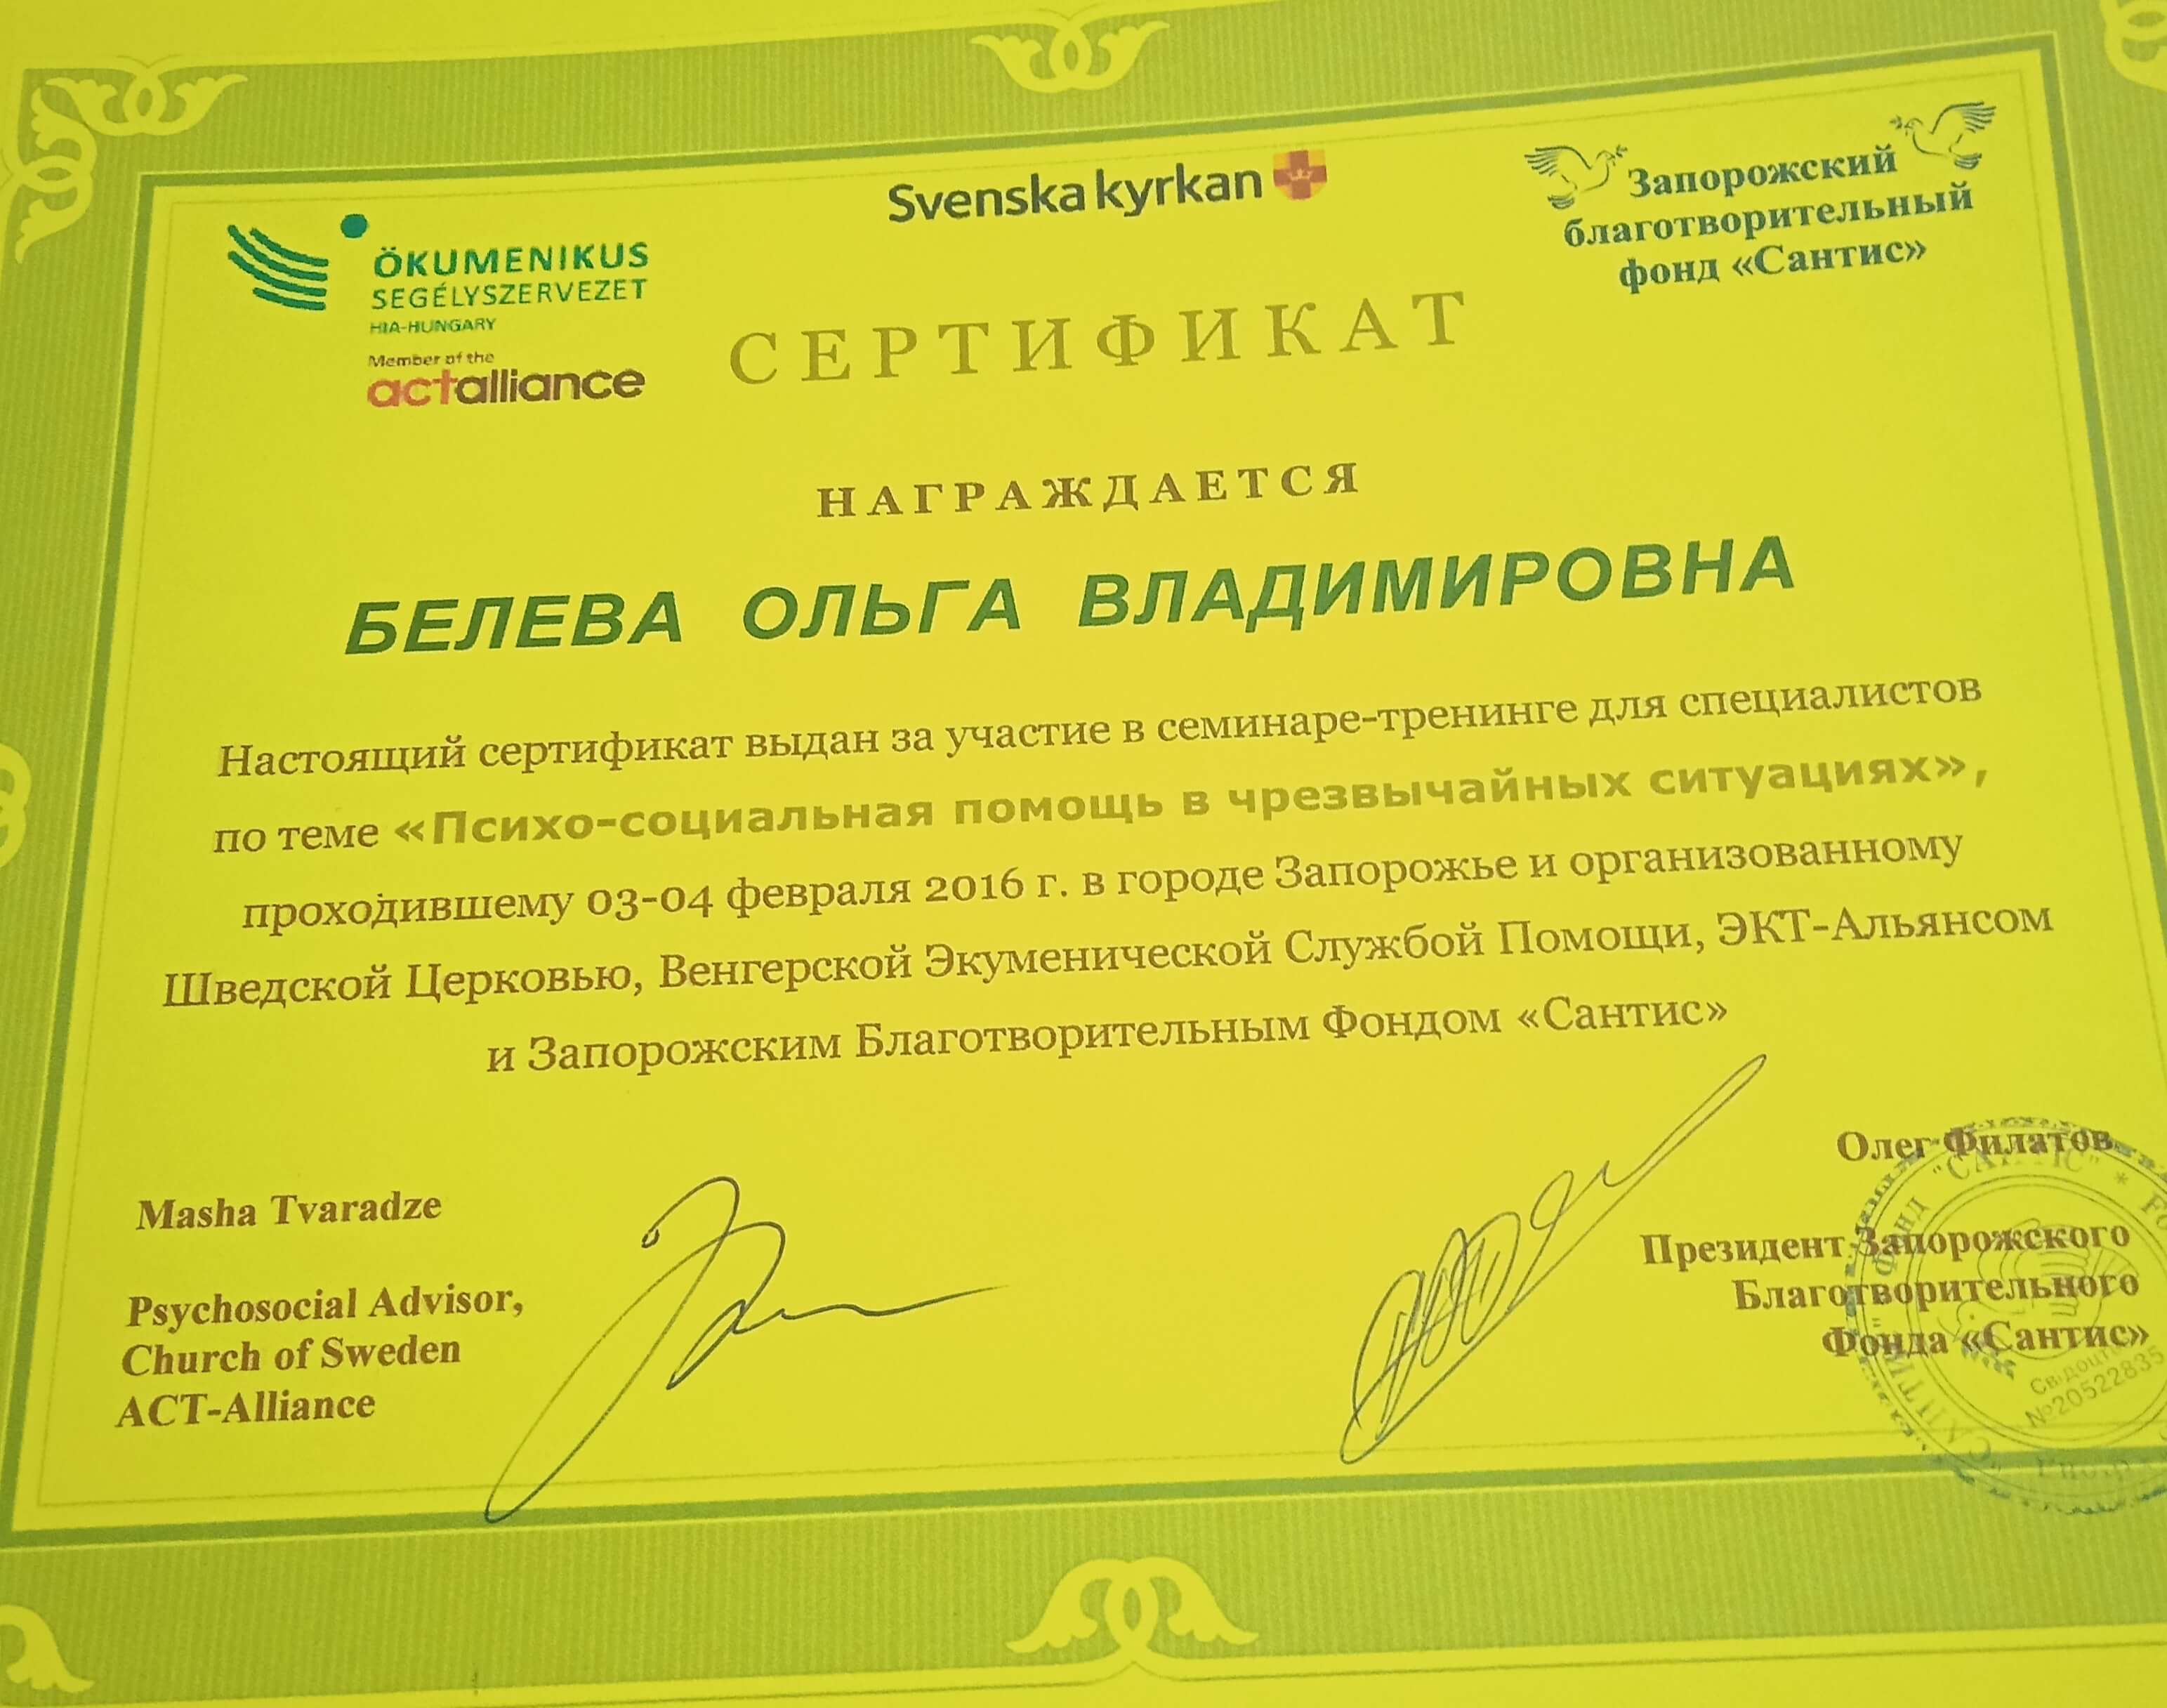 ÖKUMENIKUS
SEGÉLYSZERVEZET
HIA-HUNGARY
Member of the
actalliance
Svenska kyrkan
Запорожский
благотворительный
фонд «Сантис»
СЕРТИФИКАТ
НАГРАЖДАЕТСЯ
БЕЛЕВА ОЛЬГА ВЛАДИМИРОВНА
Настоящий сертификат выдан за участие в семинаре-тренинге для специалистов
по теме «Психо-социальная помощь в чрезвычайных ситуациях»,
проходившему 03-04 февраля 2016 г. в городе Запорожье и организованному
Шведской Церковью, Венгерской Экуменической Службой Помощи, ЭКТ-Альянсом
и Запорожским Благотворительным Фондом «Сантис»
Masha Tvaradze
Psychosocial Advisor,
Church of Sweden
ACT-Alliance
Олег Филатов
Президент Запорожского
Благотворительного
Фонда «Сантис»
№20522835